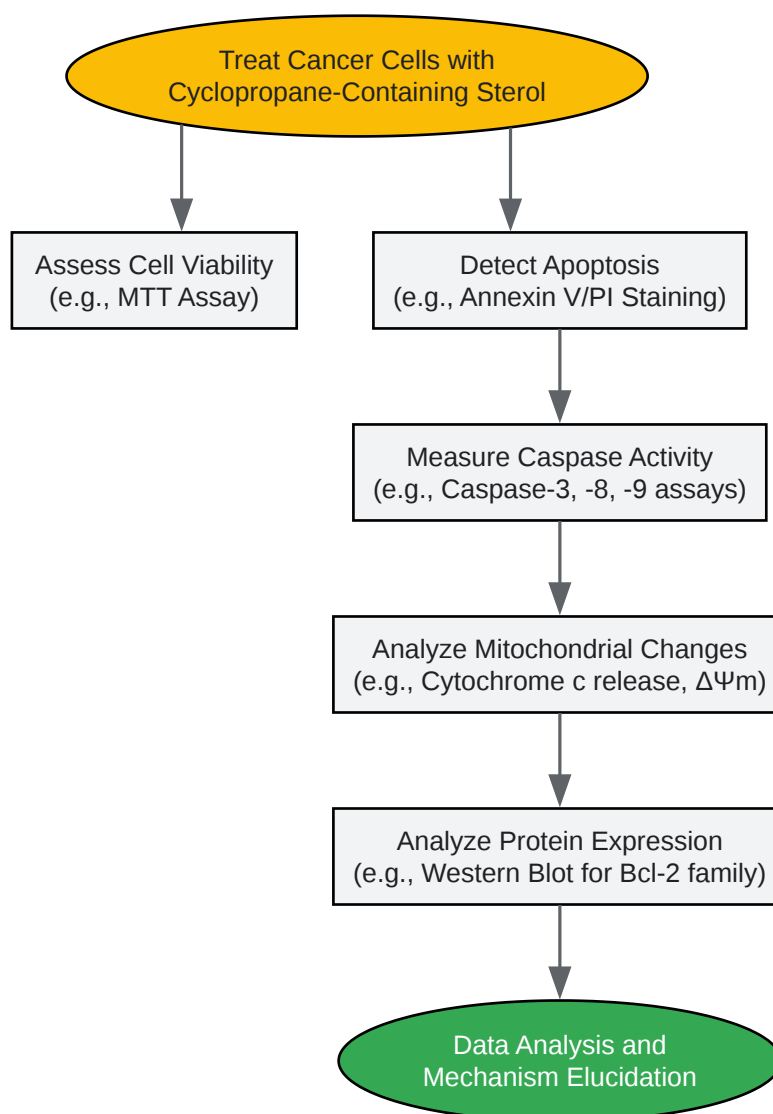 Treat Cancer Cells with
Cyclopropane-Containing Sterol
Assess Cell Viability
(e.g., MTT Assay)
Detect Apoptosis
(e.g., Annexin V/PI Staining)
Measure Caspase Activity
(e.g., Caspase-3, -8, -9 assays)
Analyze Mitochondrial Changes
(e.g., Cytochrome c release, ΔΨm)
Analyze Protein Expression
(e.g., Western Blot for Bcl-2 family)
Data Analysis and
Mechanism Elucidation